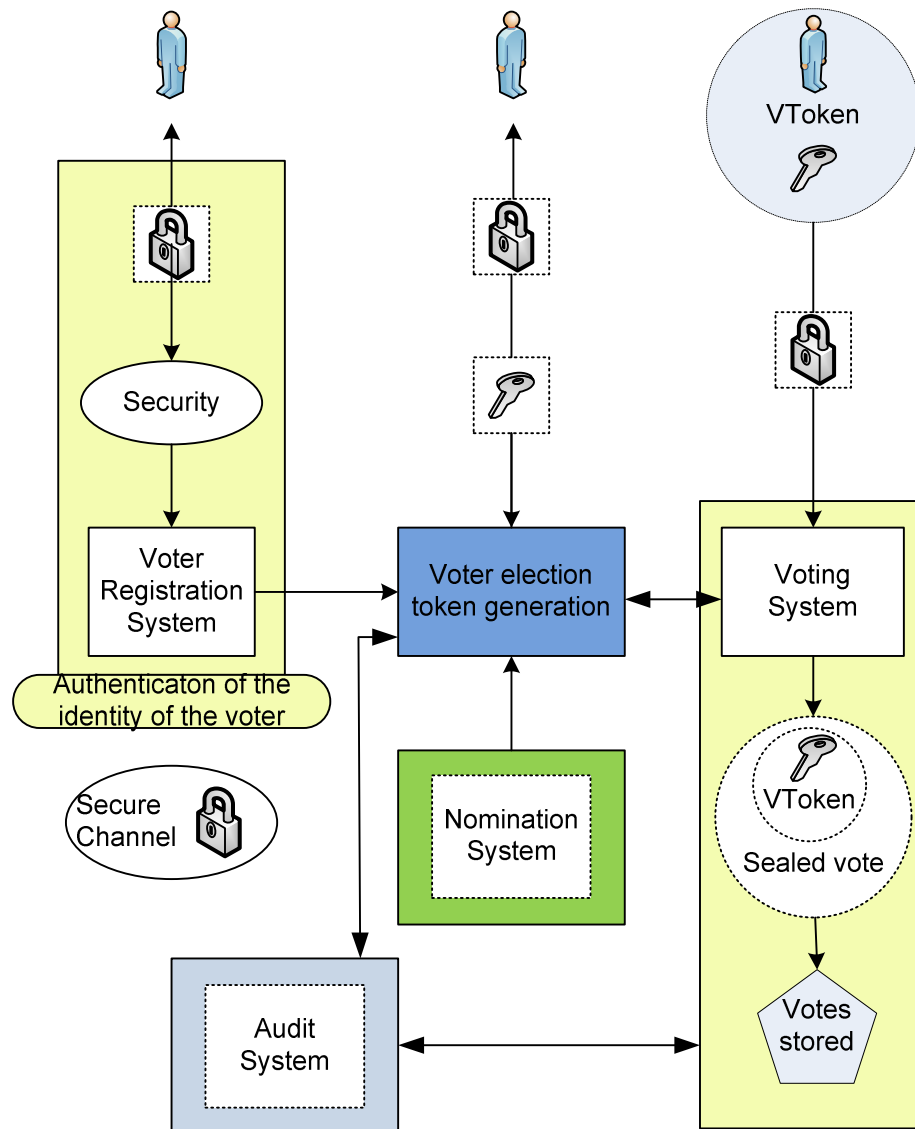 VToken
Security
Voter
Registration
System
Voter election
token generation
Voting
System
Authenticaton of the
identity of the voter
VToken
Sealed vote
Secure
Channel
Nomination
System
Votes
stored
Audit
System